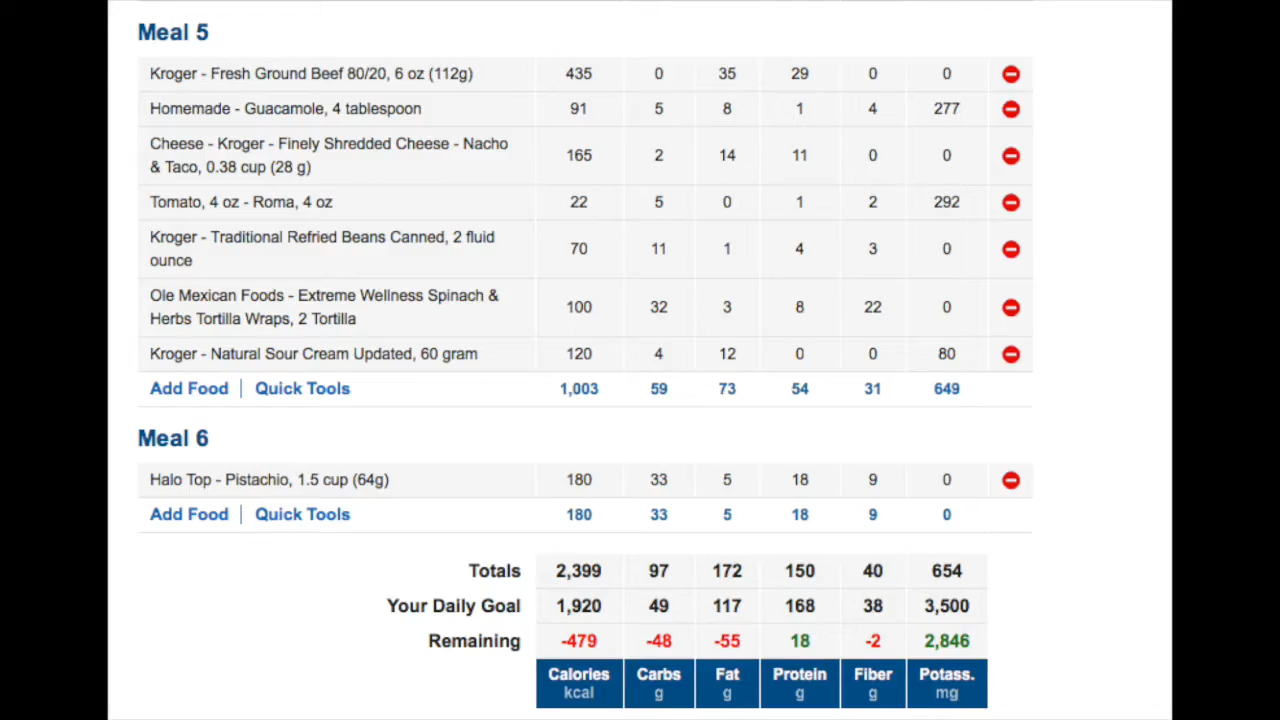 Meal 5
Kroger - Fresh Ground Beef 80/20, 6 oz (112g) 435 0 35 29 0 0
Homemade - Guacamole, 4 tablespoon 91 5 8 1 4 277
Cheese - Kroger - Finely Shredded Cheese - Nacho
& Taco, 0.38 cup (28 g) 165 2 14 11 0 0
Tomato, 4 oz - Roma, 4 oz 22 5 0 1 2 292
Kroger - Traditional Refried Beans Canned, 2 fluid
ounce 70 11 1 4 3 0
Ole Mexican Foods - Extreme Wellness Spinach &
Herbs Tortilla Wraps, 2 Tortilla 100 32 3 8 22 0
Kroger - Natural Sour Cream Updated, 60 gram 120 4 12 0 0 80
Add Food | Quick Tools 1,003 59 73 54 31 649
Meal 6
Halo Top - Pistachio, 1.5 cup (64g) 180 33 5 18 9 0
Add Food | Quick Tools 180 33 5 18 9 0
Totals 2,399 97 172 150 40 654
Your Daily Goal 1,920 49 117 168 38 3,500
Remaining -479 -48 -55 18 -2 2,846
Calories Carbs Fat Protein Fiber Potass.
kcal g g g g mg